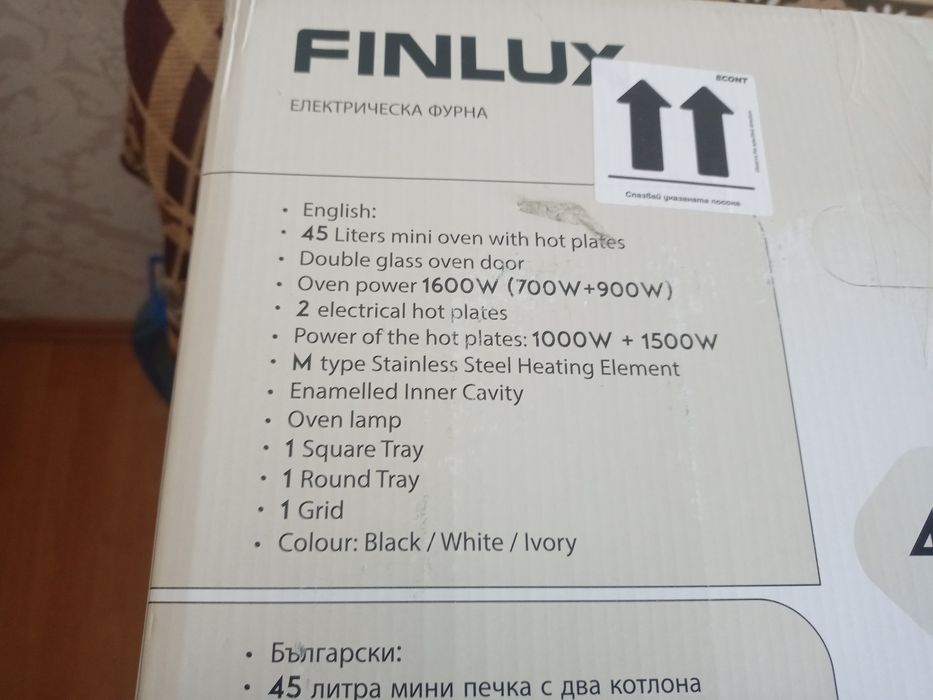 FINLUX
ЕЛЕКТРИЧЕСКА ФУРНА
ECONT
Спазвай указаната посока
• English:
• 45 Liters mini oven with hot plates
• Double glass oven door
• Oven power 1600W (700W+900W)
• 2 electrical hot plates
• Power of the hot plates: 1000W + 1500W
• M type Stainless Steel Heating Element
• Enamelled Inner Cavity
• Oven lamp
• 1 Square Tray
• 1 Round Tray
• 1 Grid
• Colour: Black / White / Ivory
• Български:
• 45 литра мини печка с два котлона